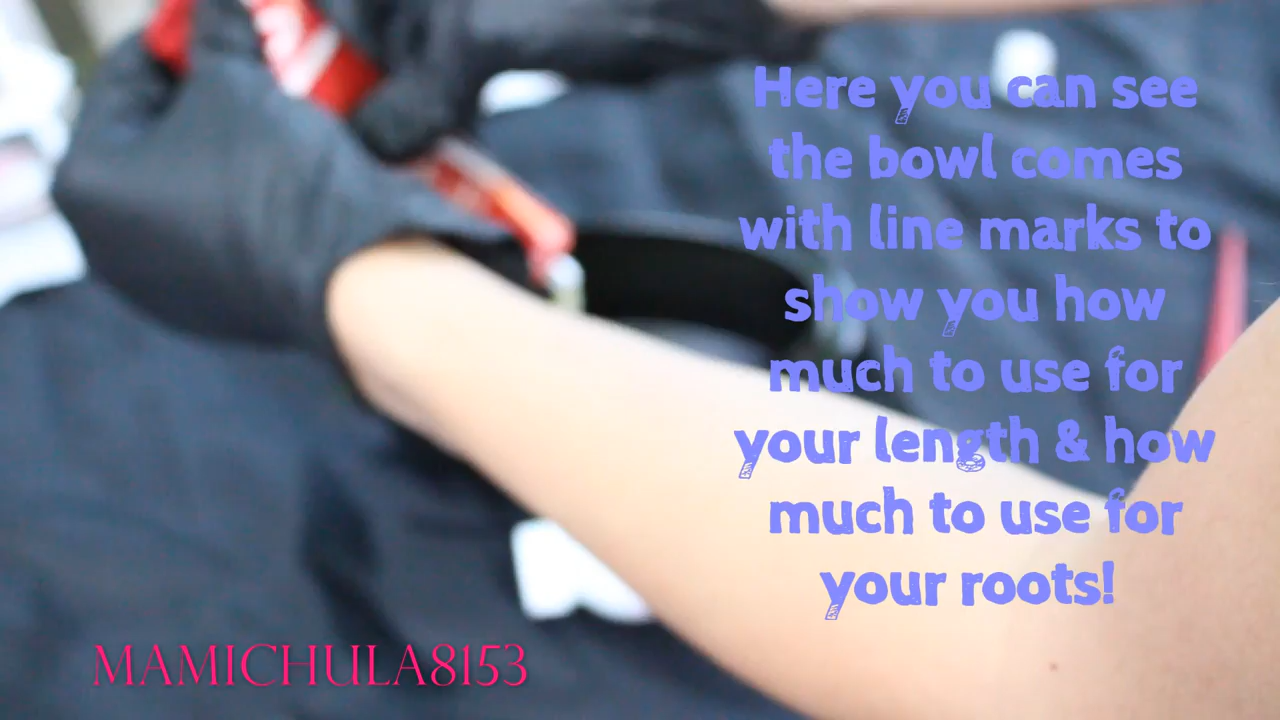 Here you can see
the bowl comes
with line marks to
show you how
much to use for
your length & how
much to use for
your roots!
MAMICHULA8153